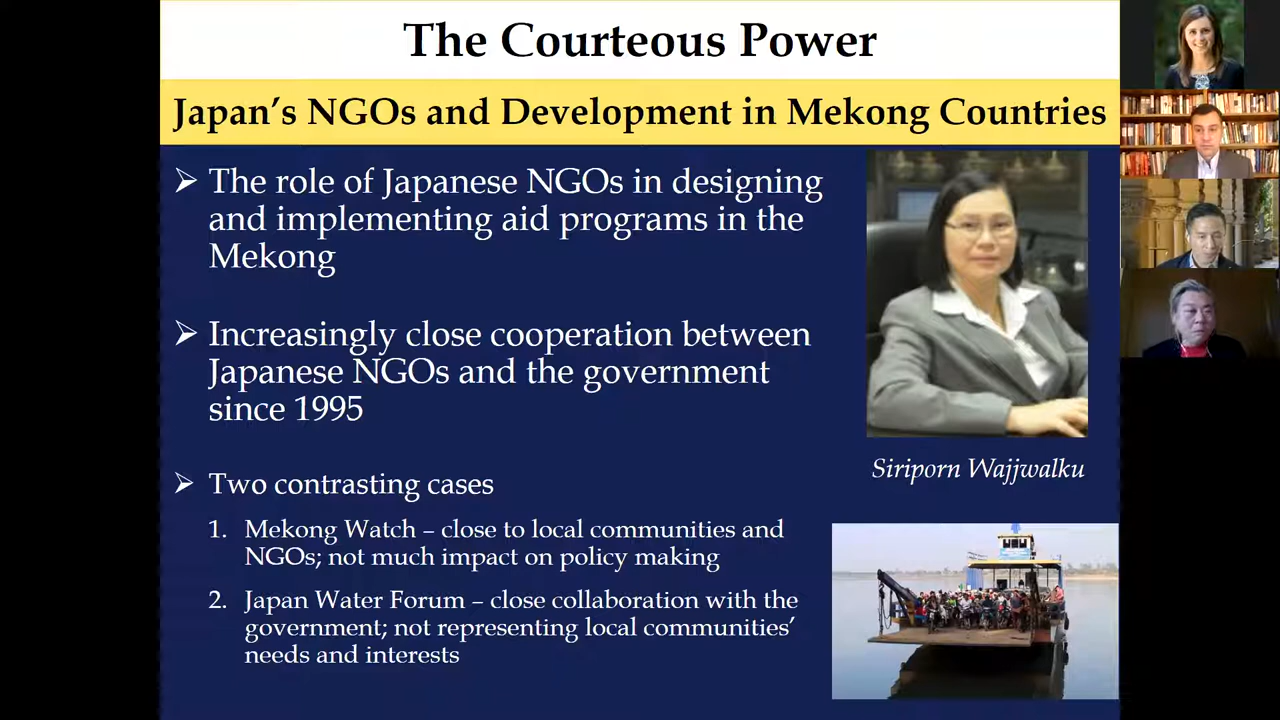 The Courteous Power
Japan's NGOs and Development in Mekong Countries
➢ The role of Japanese NGOs in designing
and implementing aid programs in the
Mekong
➢ Increasingly close cooperation between
Japanese NGOs and the government
since 1995
➢ Two contrasting cases
1. Mekong Watch – close to local communities and
NGOs; not much impact on policy making
2. Japan Water Forum – close collaboration with the
government; not representing local communities'
needs and interests
Siriporn Wajjwalku